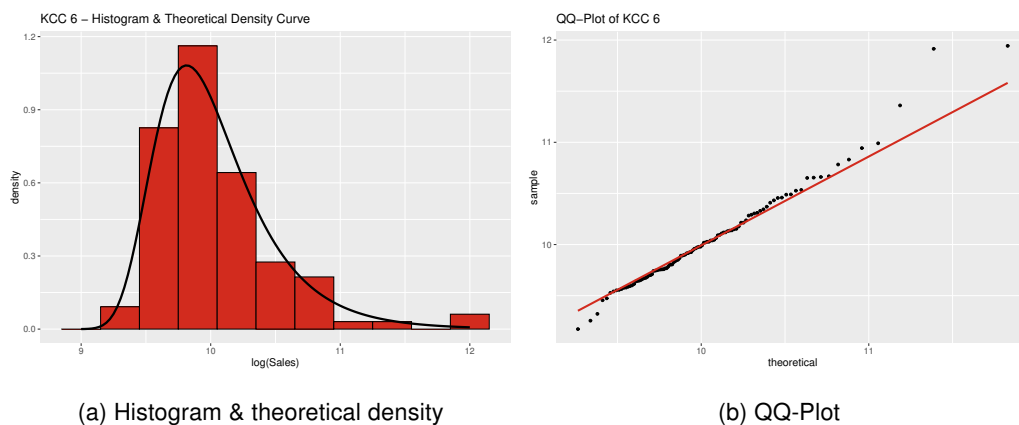 KCC 6 − Histogram & Theoretical Density Curve
1.2
0.9
0.6
0.3
0.0
density
9
10
11
12
log(Sales)
(a) Histogram & theoretical density
QQ−Plot of KCC 6
12
11
10
sample
10
11
theoretical
(b) QQ-Plot